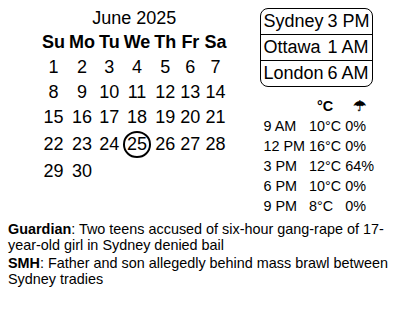 June 2025
Su Mo Tu We Th Fr Sa
1 2 3 4 5 6 7
8 9 10 11 12 13 14
15 16 17 18 19 20 21
22 23 24 25 26 27 28
29 30
Sydney 3 PM
Ottawa 1 AM
London 6 AM
°C ☂
9 AM 10°C 0%
12 PM 16°C 0%
3 PM 12°C 64%
6 PM 10°C 0%
9 PM 8°C 0%
Guardian: Two teens accused of six-hour gang-rape of 17-
year-old girl in Sydney denied bail
SMH: Father and son allegedly behind mass brawl between
Sydney tradies